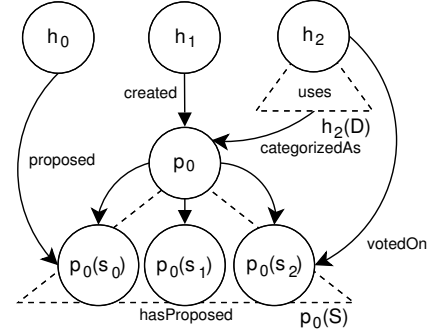 h₀
h₁
h₂
created
uses
h₂(D)
categorizedAs
proposed
p₀
votedOn
p₀(s₀)
p₀(s₁)
p₀(s₂)
hasProposed
p₀(S)